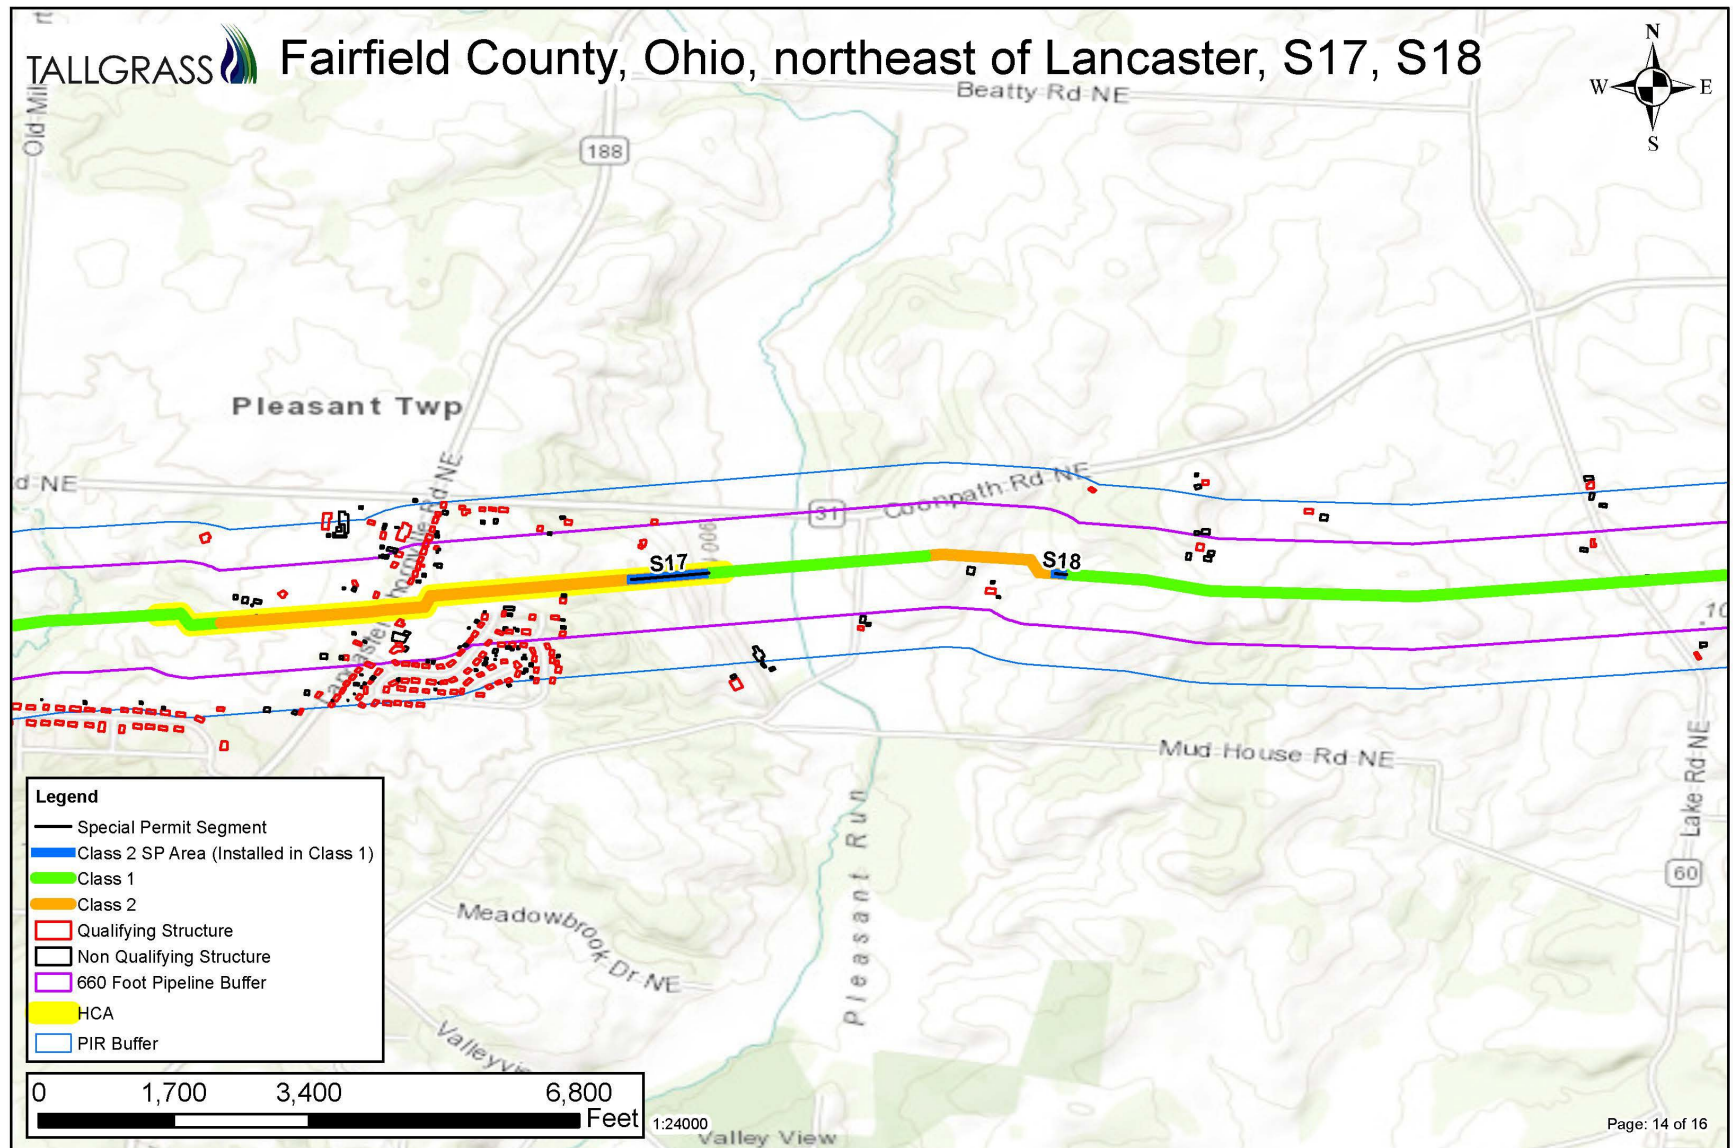 TALLGRASS
Fairfield County, Ohio, northeast of Lancaster, S17, S18
N
W E
S
Beatty Rd NE
188
Pleasant Twp
d NE
31
Coonpath Rd NE
S17
1006
S18
Mud House Rd NE
Lake Rd NE
60
Pleasant Run
Meadowbrook Dr NE
Valley View
Legend
Special Permit Segment
Class 2 SP Area (Installed in Class 1)
Class 1
Class 2
Qualifying Structure
Non Qualifying Structure
660 Foot Pipeline Buffer
HCA
PIR Buffer
0 1,700 3,400 6,800
Feet
1:24000
Page: 14 of 16